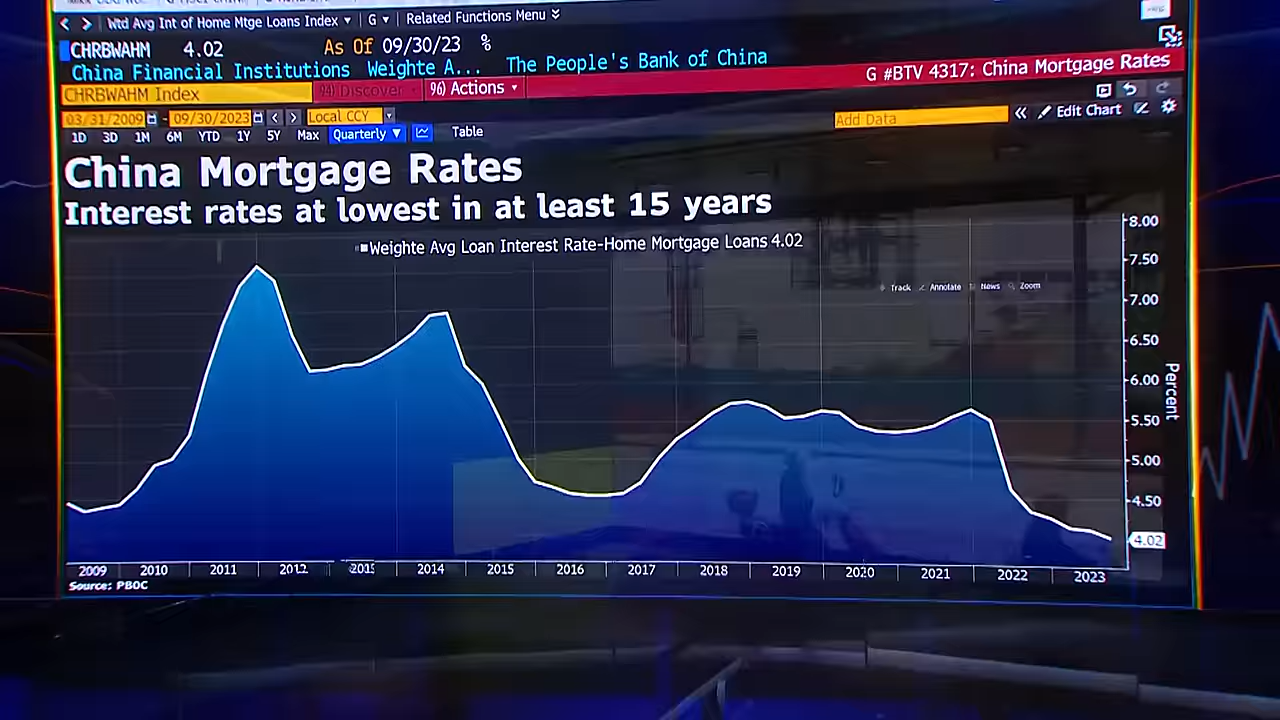 Wtd Avg Int of Home Mtge Loans Index G Related Functions Menu
CHRBWAHM 4.02 As Of 09/30/23 %
China Financial Institutions Weighte A... The People's Bank of China
G #BTV 4317: China Mortgage Rates
CHRBWAHM Index 94) Discover 96) Actions
03/31/2009 - 09/30/2023 Local CCY Add Data « Edit Chart
1D 3D 1M 6M YTD 1Y 5Y Max Quarterly ▼ Table
China Mortgage Rates
Interest rates at lowest in at least 15 years
Weighte Avg Loan Interest Rate-Home Mortgage Loans 4.02
Track Annotate News Zoom
8.00
7.50
7.00
6.50
6.00
5.50
5.00
4.50
4.02
Percent
2009 2010 2011 2012 2013 2014 2015 2016 2017 2018 2019 2020 2021 2022 2023
Source: PBOC